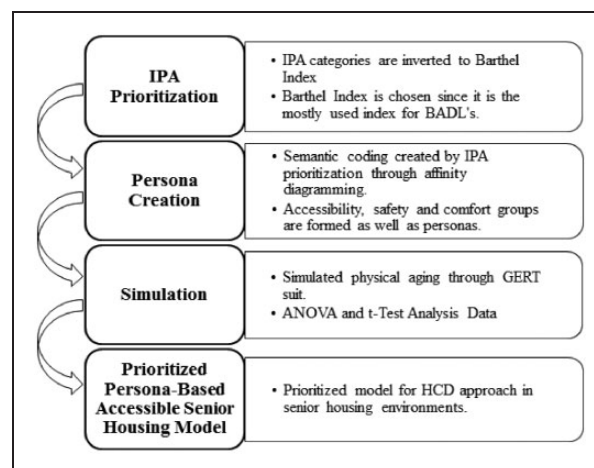 IPA
Prioritization
• IPA categories are inverted to Barthel
Index
• Barthel Index is chosen since it is the
mostly used index for BADL's.
Persona
Creation
• Semantic coding created by IPA
prioritization through affinity
diagramming.
• Accessibility, safety and comfort groups
are formed as well as personas.
Simulation
• Simulated physical aging through GERT
suit.
• ANOVA and t-Test Analysis Data
Prioritized
Persona-Based
Accessible Senior
Housing Model
• Prioritized model for HCD approach in
senior housing environments.